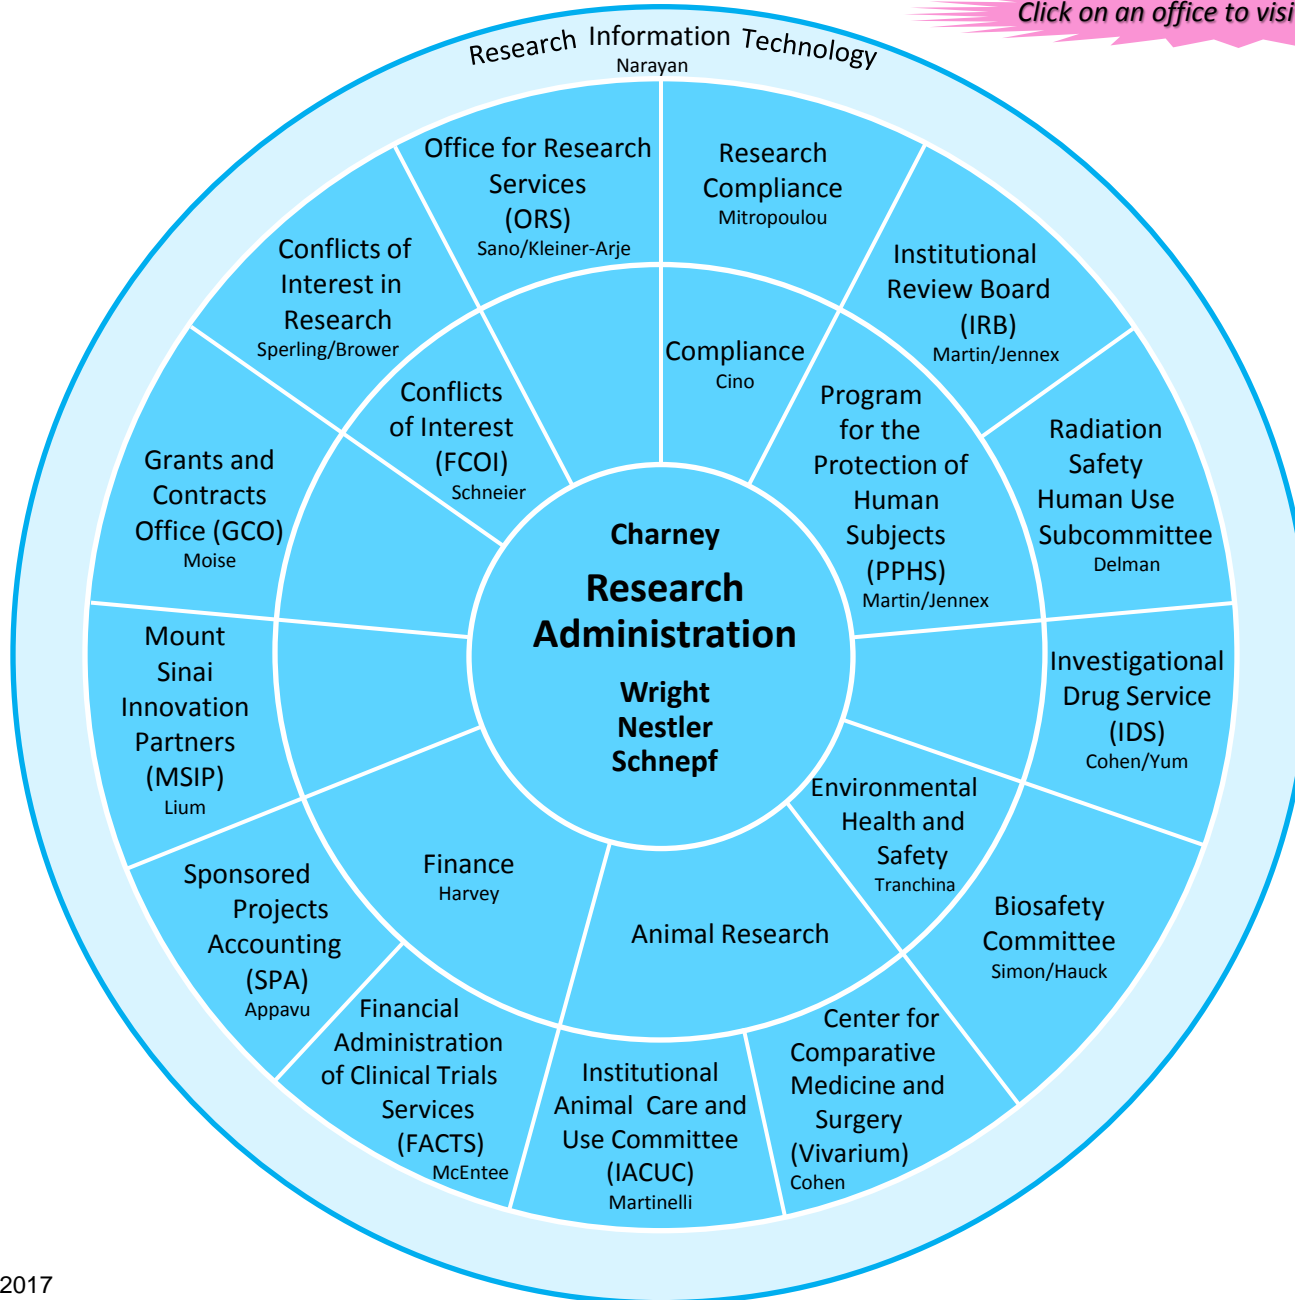 Click on an office to visi
Research Information Technology
Narayan
Office for Research
Services
(ORS)
Sano/Kleiner-Arje
Research
Compliance
Mitropoulou
Conflicts of
Interest in
Research
Sperling/Brower
Institutional
Review Board
(IRB)
Martin/Jennex
Compliance
Cino
Conflicts
of Interest
(FCOI)
Schneier
Program
for the
Protection of
Human
Subjects
(PPHS)
Martin/Jennex
Radiation
Safety
Human Use
Subcommittee
Delman
Grants and
Contracts
Office (GCO)
Moise
Charney
Research
Administration
Wright
Nestler
Schnepf
Mount
Sinai
Innovation
Partners
(MSIP)
Lium
Investigational
Drug Service
(IDS)
Cohen/Yum
Environmental
Health and
Safety
Tranchina
Finance
Harvey
Animal Research
Sponsored
Projects
Accounting
(SPA)
Appavu
Biosafety
Committee
Simon/Hauck
Financial
Administration
of Clinical Trials
Services
(FACTS)
McEntee
Institutional
Animal Care and
Use Committee
(IACUC)
Martinelli
Center for
Comparative
Medicine and
Surgery
(Vivarium)
Cohen
2017